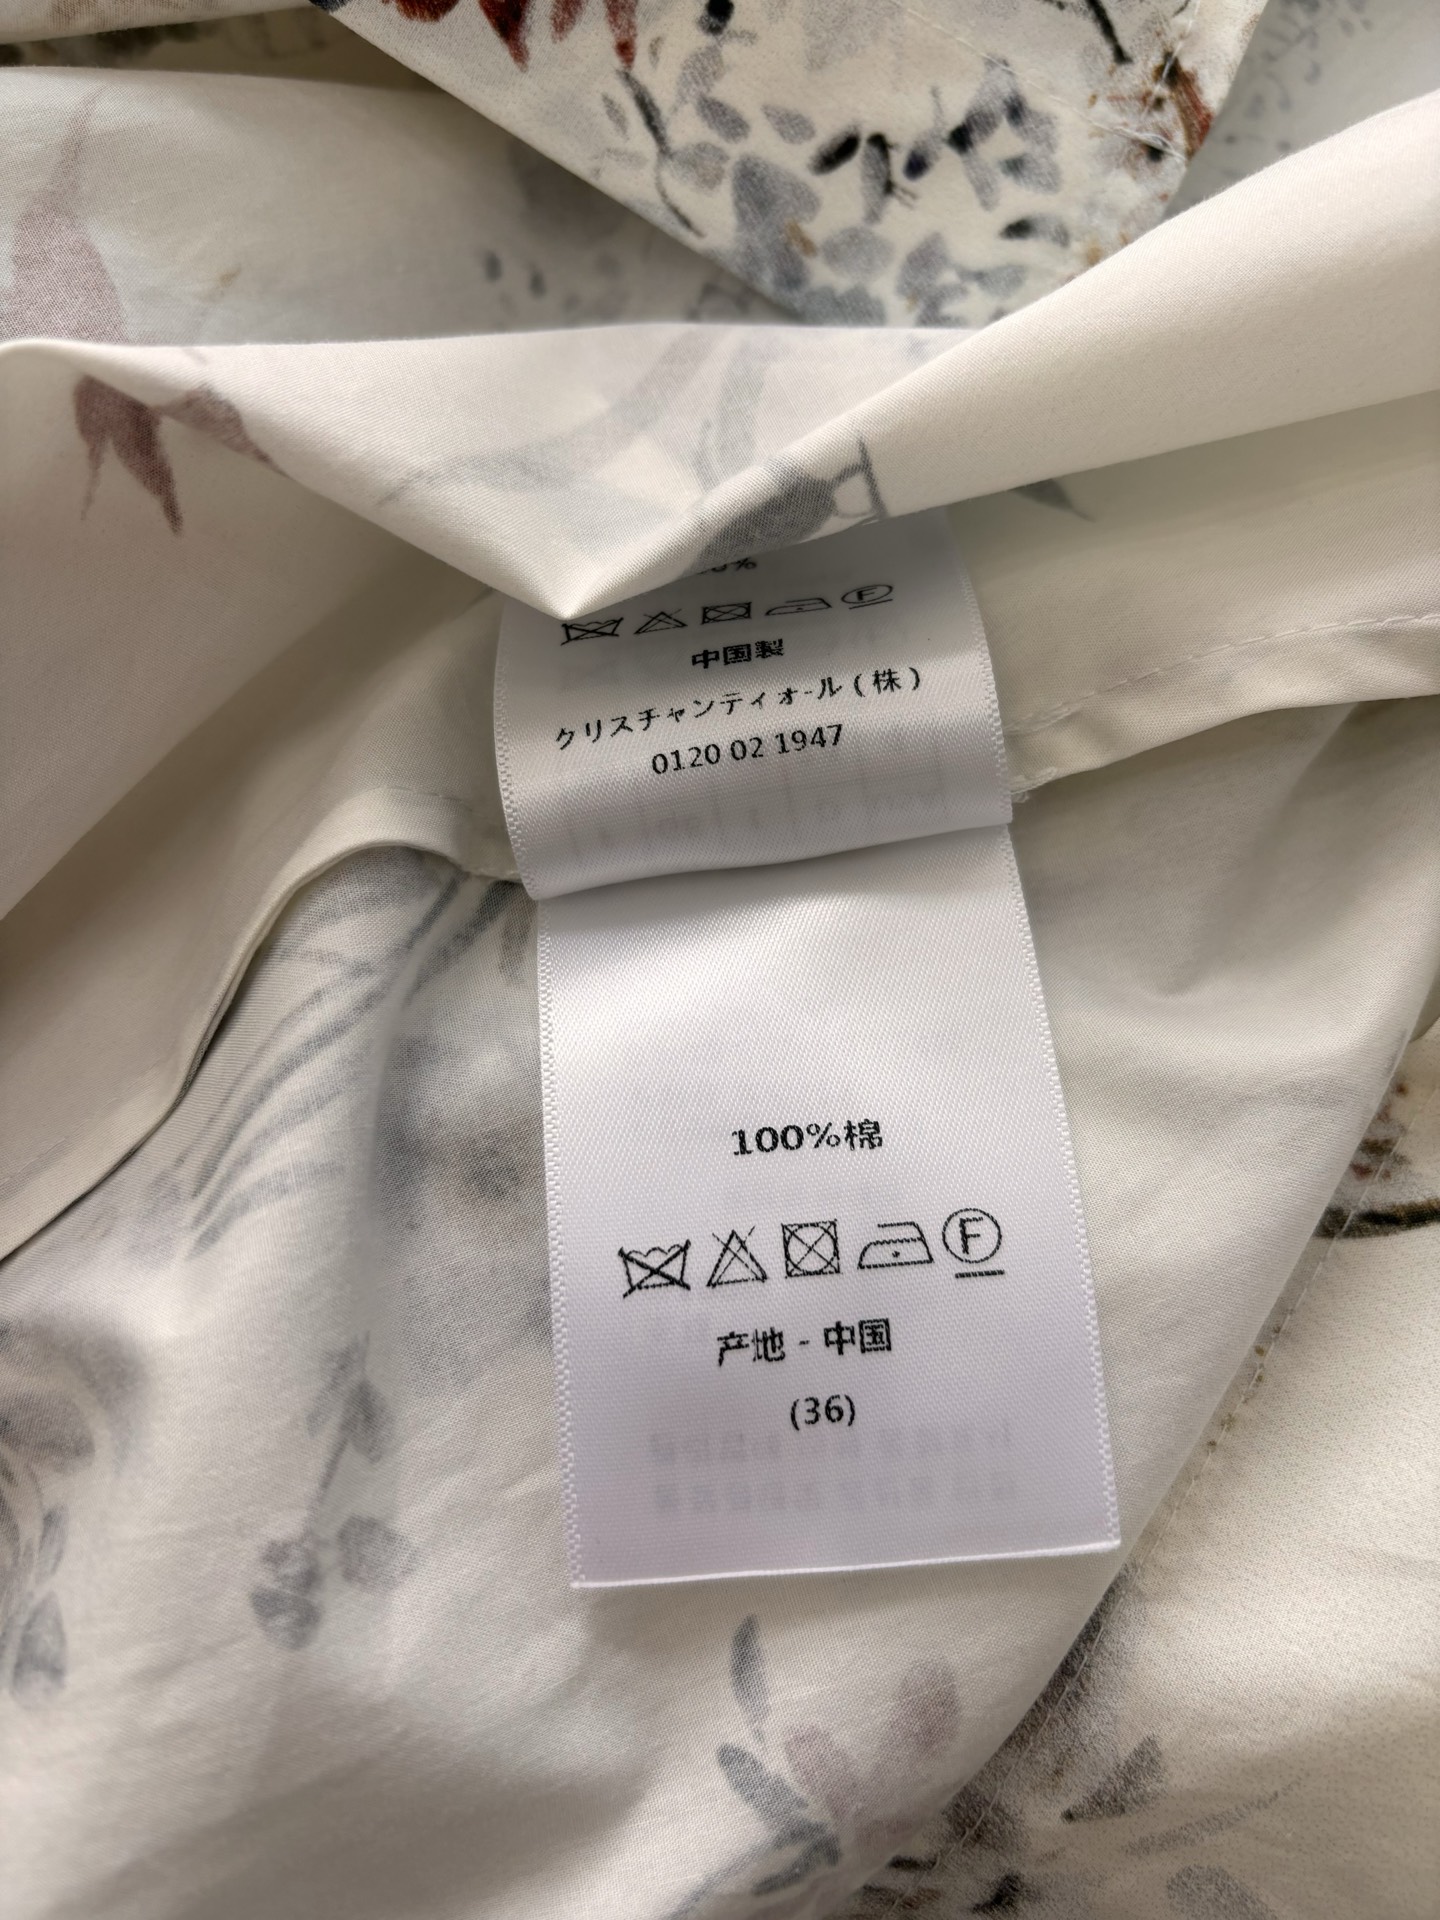 中国製
クリスチャンティオール(株)
0120 02 1947
100%棉
F
产地 - 中国
(36)